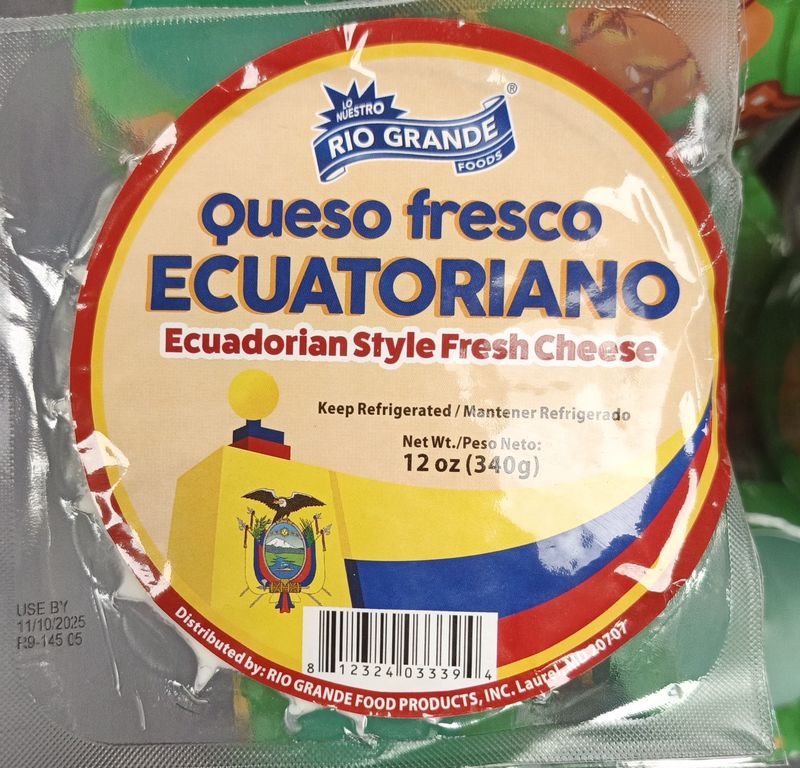 LO
NUESTRO
RIO GRANDE ®
FOODS
Queso fresco
ECUATORIANO
Ecuadorian Style Fresh Cheese
Keep Refrigerated / Mantener Refrigerado
Net Wt./Peso Neto:
12 oz (340g)
USE BY
11/10/2025
R9-145 05
8 12324 03339 4
Distributed by: RIO GRANDE FOOD PRODUCTS, INC. Laurel, MD 20707